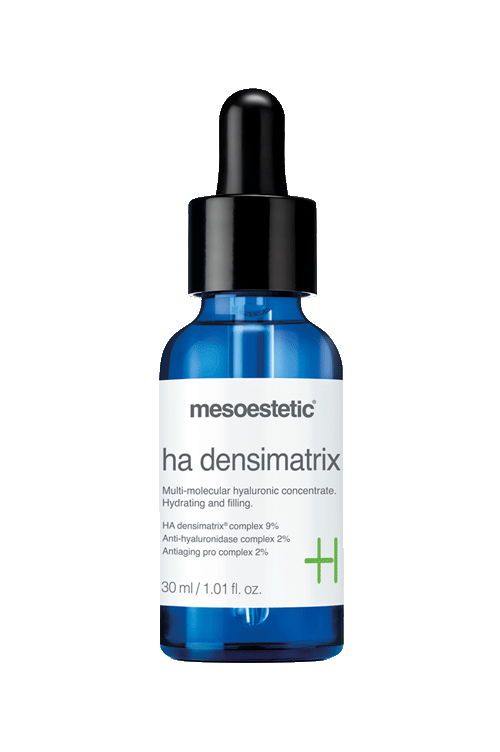 mesoestetic®
ha densimatrix
Multi-molecular hyaluronic concentrate.
Hydrating and filling.
HA densimatrix® complex 9%
Anti-hyaluronidase complex 2%
Antiaging pro complex 2%
H
30 ml / 1.01 fl. oz.